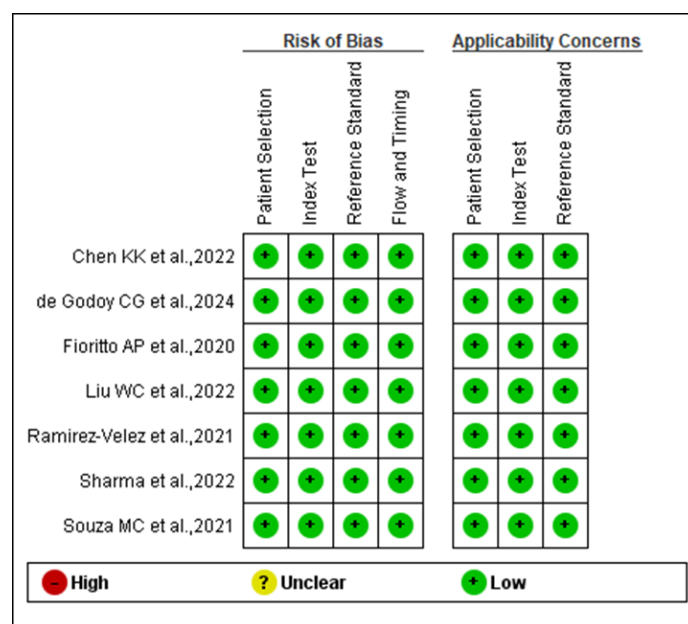 Risk of Bias Applicability Concerns
Patient Selection
Index Test
Reference Standard
Flow and Timing
Patient Selection
Index Test
Reference Standard
Chen KK et al.,2022 + + + + + + +
de Godoy CG et al.,2024 + + + + + + +
Fioritto AP et al.,2020 + + + + + + +
Liu WC et al.,2022 + + + + + + +
Ramirez-Velez et al.,2021 + + + + + + +
Sharma et al.,2022 + + + + + + +
Souza MC et al.,2021 + + + + + + +
- High ? Unclear + Low